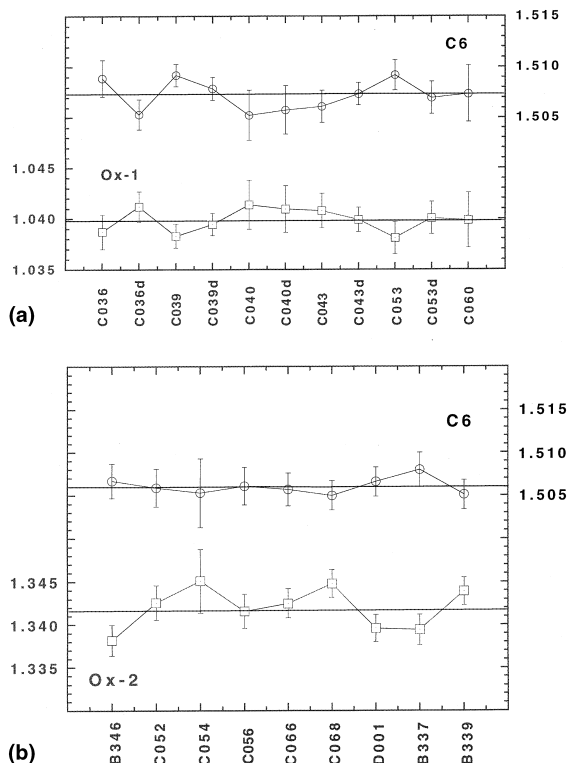 1.515
C6
1.510
1.505
1.045
Ox-1
1.040
1.035
C036
C036d
C039
C039d
C040
C040d
C043
C043d
C053
C053d
C060
(a)
C6
1.515
1.510
1.505
1.345
1.340
1.335
Ox-2
B346
C052
C054
C056
C066
C068
D001
B337
B339
(b)